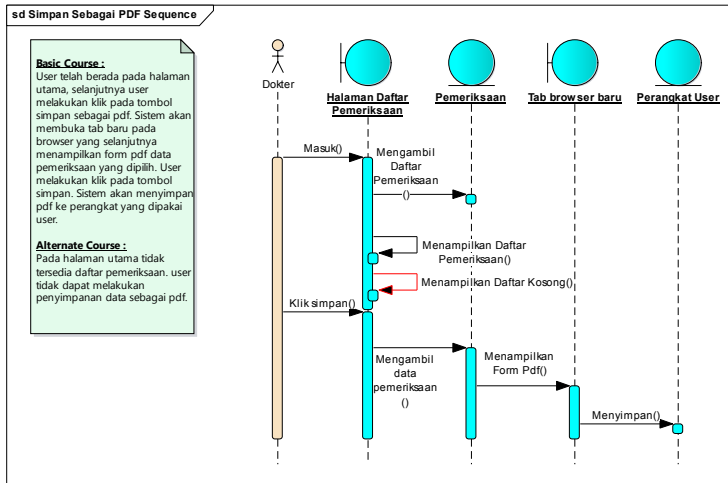 sd Simpan Sebagai PDF Sequence
Basic Course :
User telah berada pada halaman
utama, selanjutnya user
melakukan klik pada tombol
simpan sebagai pdf. Sistem akan
membuka tab baru pada
browser yang selanjutnya
menampilkan form pdf data
pemeriksaan yang dipilih. User
melakukan klik pada tombol
simpan. Sistem akan menyimpan
pdf ke perangkat yang dipakai
user.
Alternate Course :
Pada halaman utama tidak
tersedia daftar pemeriksaan. user
tidak dapat melakukan
penyimpanan data sebagai pdf.
Dokter
Halaman Daftar
Pemeriksaan
Pemeriksaan
Tab browser baru
Perangkat User
Masuk()
Mengambil
Daftar
Pemeriksaan
()
Menampilkan Daftar
Pemeriksaan()
Menampilkan Daftar Kosong()
Klik simpan()
Mengambil
data
pemeriksaan
()
Menampilkan
Form Pdf()
Menyimpan()